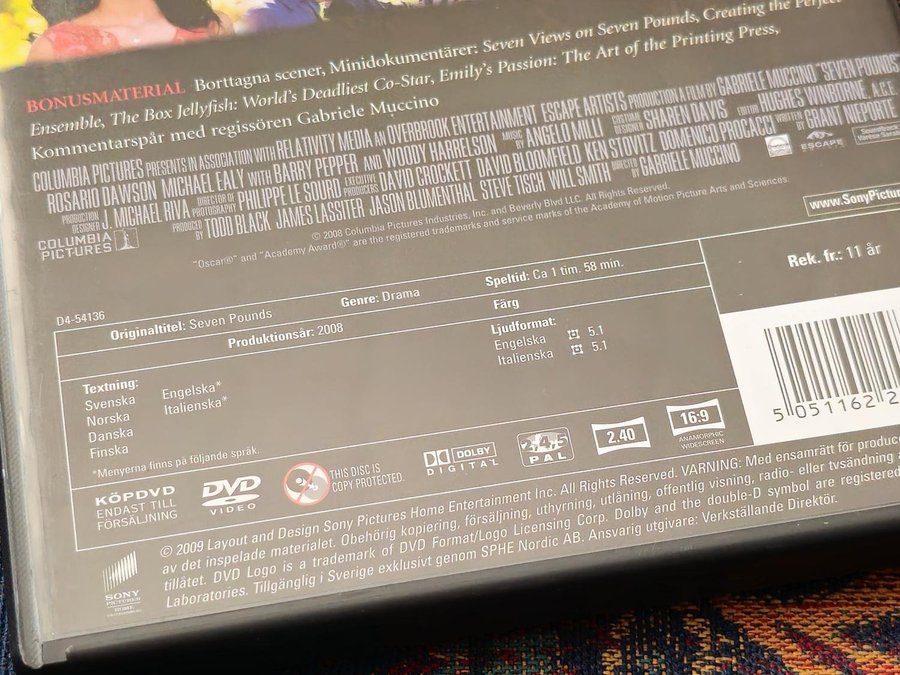 BONUSMATERIAL Borttagna scener, Minidokumentärer: Seven Views on Seven Pounds, Creating the Perfect
Ensemble, The Box Jellyfish: World's Deadliest Co-Star, Emily's Passion: The Art of the Printing Press,
Kommentarspår med regissören Gabriele Muccino
COLUMBIA PICTURES PRESENTS IN ASSOCIATION WITH RELATIVITY MEDIA AN OVERBROOK ENTERTAINMENT ESCAPE ARTISTS PRODUCTION A FILM BY GABRIELE MUCCINO "SEVEN POUNDS"
ROSARIO DAWSON MICHAEL EALY WITH BARRY PEPPER AND WOODY HARRELSON MUSIC BY ANGELO MILLI COSTUME DESIGNER SHAREN DAVIS EDITOR HUGHES WINBORNE, A.C.E.
PRODUCTION DESIGNER J. MICHAEL RIVA DIRECTOR OF PHOTOGRAPHY PHILIPPE LE SOURD EXECUTIVE PRODUCERS DAVID CROCKETT DAVID BLOOMFIELD KEN STOVITZ DOMENICO PROCACCI WRITTEN BY GRANT NIEPORTE
PRODUCED BY TODD BLACK JAMES LASSITER JASON BLUMENTHAL STEVE TISCH WILL SMITH DIRECTED BY GABRIELE MUCCINO
ESCAPE
Soundtrack
COLUMBIA
PICTURES
© 2008 Columbia Pictures Industries, Inc. and Beverly Blvd LLC. All Rights Reserved.
"Oscar®" and "Academy Award®" are the registered trademarks and service marks of the Academy of Motion Picture Arts and Sciences.
www.SonyPictu
D4-54136
Originaltitel: Seven Pounds
Genre: Drama
Speltid: Ca 1 tim. 58 min.
Produktionsår: 2008
Färg
Rek. fr.: 11 år
Textning:
Svenska
Norska
Danska
Finska
Engelska*
Italienska*
Ljudformat:
Engelska 5.1
Italienska 5.1
*Menyerna finns på följande språk.
5 051162 2
KÖPDVD
ENDAST TILL
FÖRSÄLJNING
DVD
VIDEO
THIS DISC IS
COPY PROTECTED.
DOLBY
DIGITAL
2 4 5
PAL
2.40
16:9
ANAMORPHIC
WIDESCREEN
SONY
PICTURES
HOME
ENTERTAINMENT
© 2009 Layout and Design Sony Pictures Home Entertainment Inc. All Rights Reserved. VARNING: Med ensamrätt för produce
av det inspelade materialet. Obehörig kopiering, försäljning, uthyrning, utlåning, offentlig visning, radio- eller tvsändning
tillåtet. DVD Logo is a trademark of DVD Format/Logo Licensing Corp. Dolby and the double-D symbol are registered
Laboratories. Tillgänglig i Sverige exklusivt genom SPHE Nordic AB. Ansvarig utgivare: Verkställande Direktör.